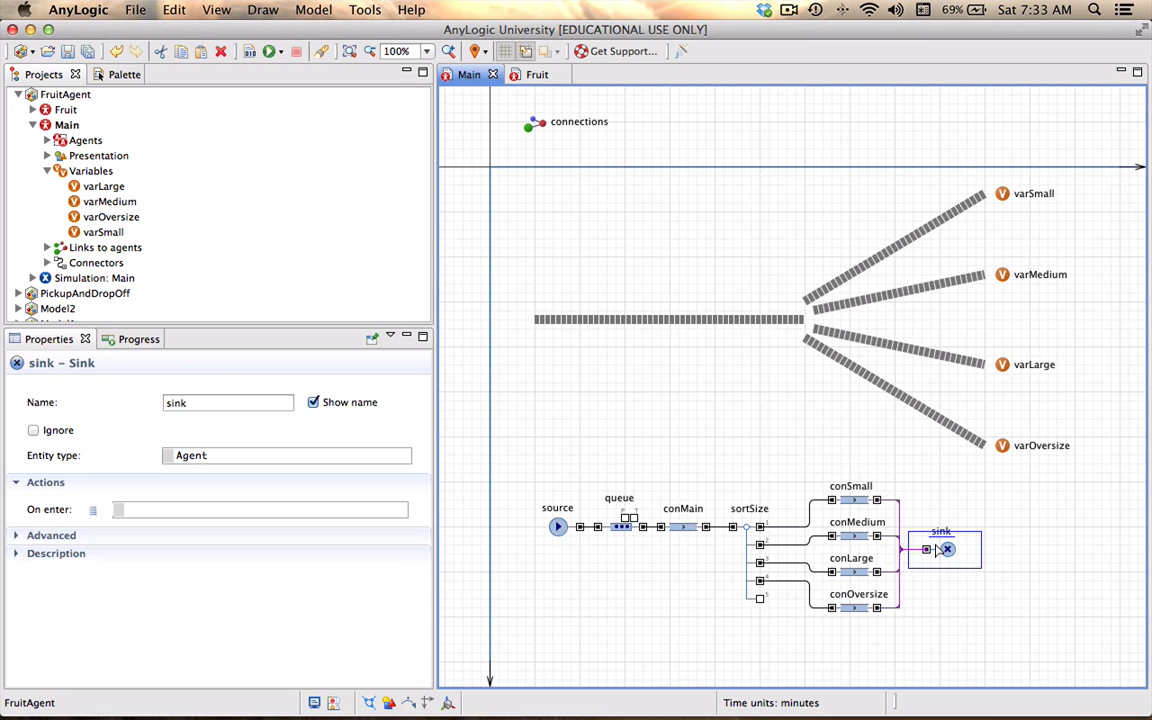 AnyLogic File Edit View Draw Model Tools Help 69% Sat 7:33 AM
AnyLogic University [EDUCATIONAL USE ONLY]
100% Get Support...
Projects Palette
Main Fruit
FruitAgent
Fruit
Main
Agents
Presentation
Variables
varLarge
varMedium
varOversize
varSmall
Links to agents
Connectors
Simulation: Main
PickupAndDropOff
Model2
Properties Progress
sink – Sink
Name: sink Show name
Ignore
Entity type: Agent
Actions
On enter:
Advanced
Description
connections
varSmall
varMedium
varLarge
varOversize
source
queue
conMain
sortSize
conSmall
conMedium
conLarge
conOversize
sink
FruitAgent
Time units: minutes